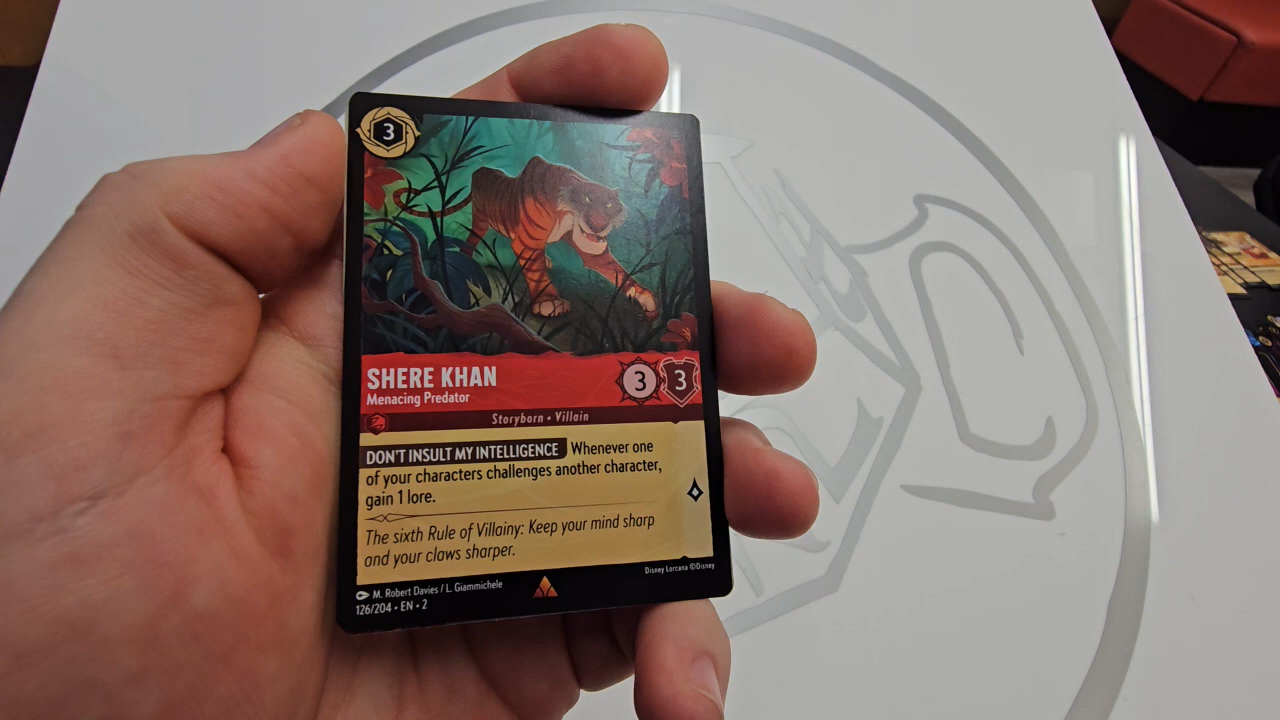 3
SHERE KHAN
Menacing Predator
3 3
Storyborn • Villain
DON'T INSULT MY INTELLIGENCE Whenever one
of your characters challenges another character,
gain 1 lore.
The sixth Rule of Villainy: Keep your mind sharp
and your claws sharper.
M. Robert Davies / L. Giammichele
Disney Lorcana ©Disney
126/204 • EN • 2